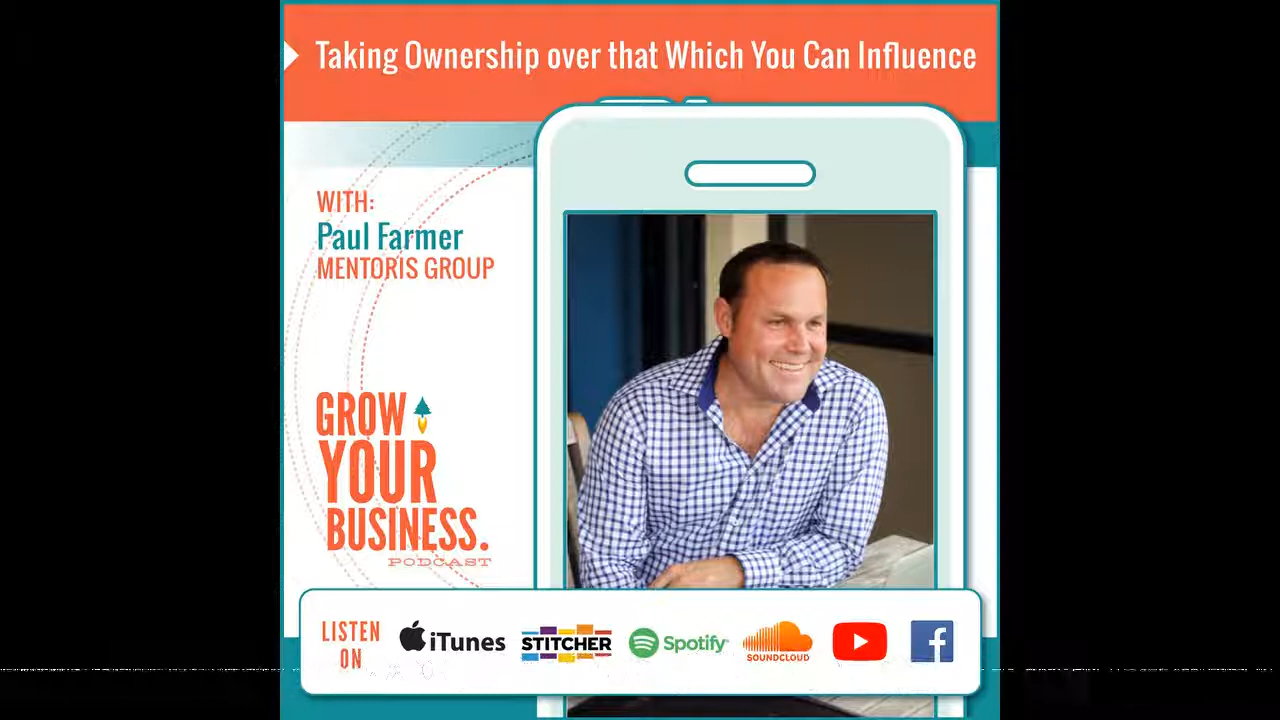 Taking Ownership over that Which You Can Influence
WITH:
Paul Farmer
MENTORIS GROUP
GROW
YOUR
BUSINESS.
PODCAST
LISTEN
ON
iTunes
STITCHER
Spotify
SOUNDCLOUD